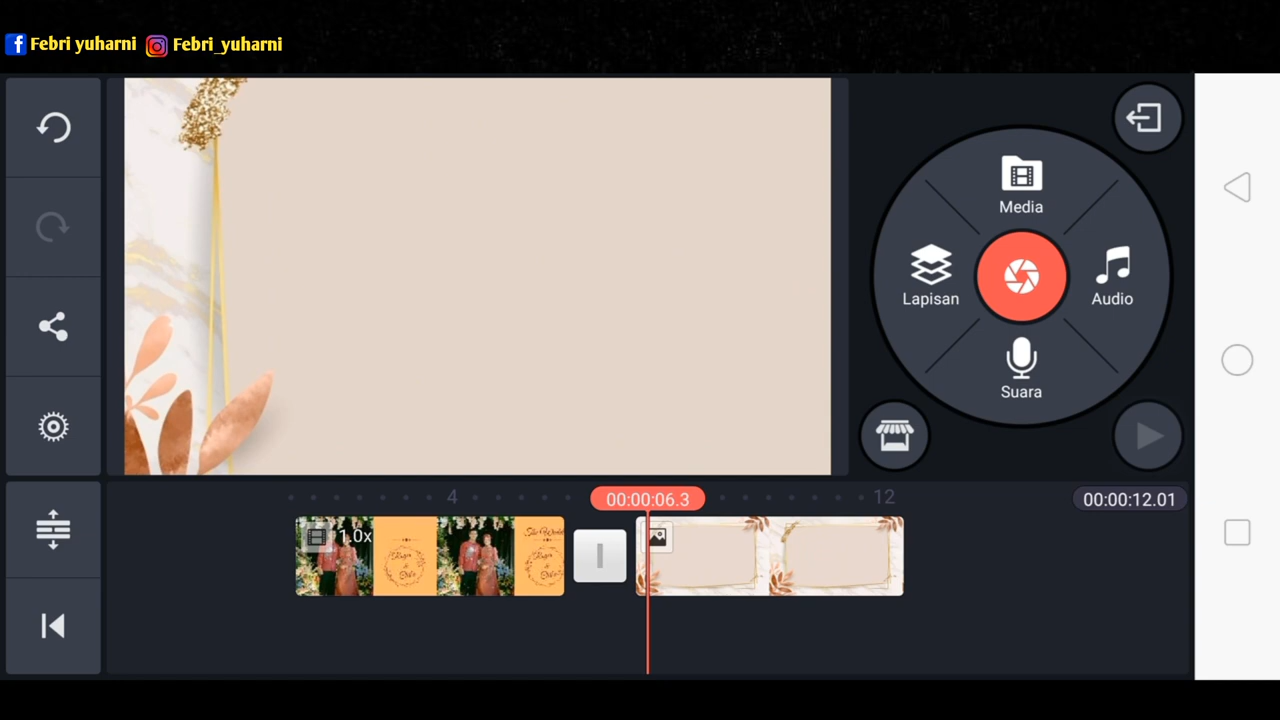 Febri yuharni Febri_yuharni
Media
Lapisan
Audio
Suara
4
00:00:06.3
12
00:00:12.01
1.0x